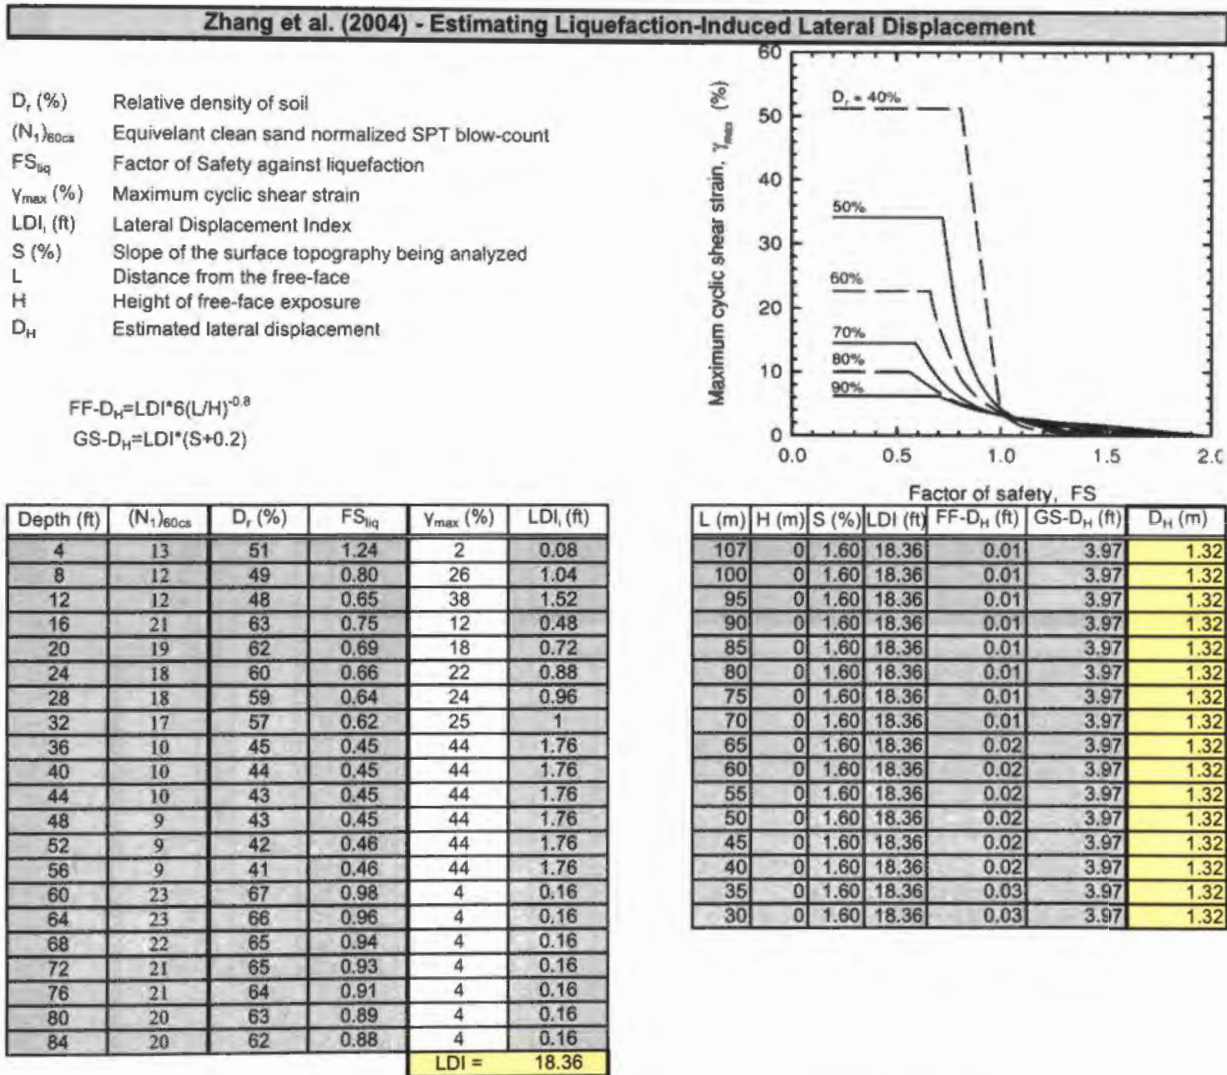 Zhang et al. (2004) - Estimating Liquefaction-Induced Lateral Displacement
Dr (%) Relative density of soil
(N1)60cs Equivelant clean sand normalized SPT blow-count
FSliq Factor of Safety against liquefaction
γmax (%) Maximum cyclic shear strain
LDIi (ft) Lateral Displacement Index
S (%) Slope of the surface topography being analyzed
L Distance from the free-face
H Height of free-face exposure
DH Estimated lateral displacement
FF-DH=LDI*6(L/H)^-0.8
GS-DH=LDI*(S+0.2)
Maximum cyclic shear strain, γmax (%)
60
50
40
30
20
10
0
Dr = 40%
50%
60%
70%
80%
90%
0.0 0.5 1.0 1.5 2.0
Factor of safety, FS
Depth (ft) (N1)60cs Dr (%) FSliq γmax (%) LDIi (ft)
4 13 51 1.24 2 0.08
8 12 49 0.80 26 1.04
12 12 48 0.65 38 1.52
16 21 63 0.75 12 0.48
20 19 62 0.69 18 0.72
24 18 60 0.66 22 0.88
28 18 59 0.64 24 0.96
32 17 57 0.62 25 1
36 10 45 0.45 44 1.76
40 10 44 0.45 44 1.76
44 10 43 0.45 44 1.76
48 9 43 0.45 44 1.76
52 9 42 0.46 44 1.76
56 9 41 0.46 44 1.76
60 23 67 0.98 4 0.16
64 23 66 0.96 4 0.16
68 22 65 0.94 4 0.16
72 21 65 0.93 4 0.16
76 21 64 0.91 4 0.16
80 20 63 0.89 4 0.16
84 20 62 0.88 4 0.16
LDI = 18.36
L (m) H (m) S (%) LDI (ft) FF-DH (ft) GS-DH (ft) DH (m)
107 0 1.60 18.36 0.01 3.97 1.32
100 0 1.60 18.36 0.01 3.97 1.32
95 0 1.60 18.36 0.01 3.97 1.32
90 0 1.60 18.36 0.01 3.97 1.32
85 0 1.60 18.36 0.01 3.97 1.32
80 0 1.60 18.36 0.01 3.97 1.32
75 0 1.60 18.36 0.01 3.97 1.32
70 0 1.60 18.36 0.01 3.97 1.32
65 0 1.60 18.36 0.02 3.97 1.32
60 0 1.60 18.36 0.02 3.97 1.32
55 0 1.60 18.36 0.02 3.97 1.32
50 0 1.60 18.36 0.02 3.97 1.32
45 0 1.60 18.36 0.02 3.97 1.32
40 0 1.60 18.36 0.02 3.97 1.32
35 0 1.60 18.36 0.03 3.97 1.32
30 0 1.60 18.36 0.03 3.97 1.32